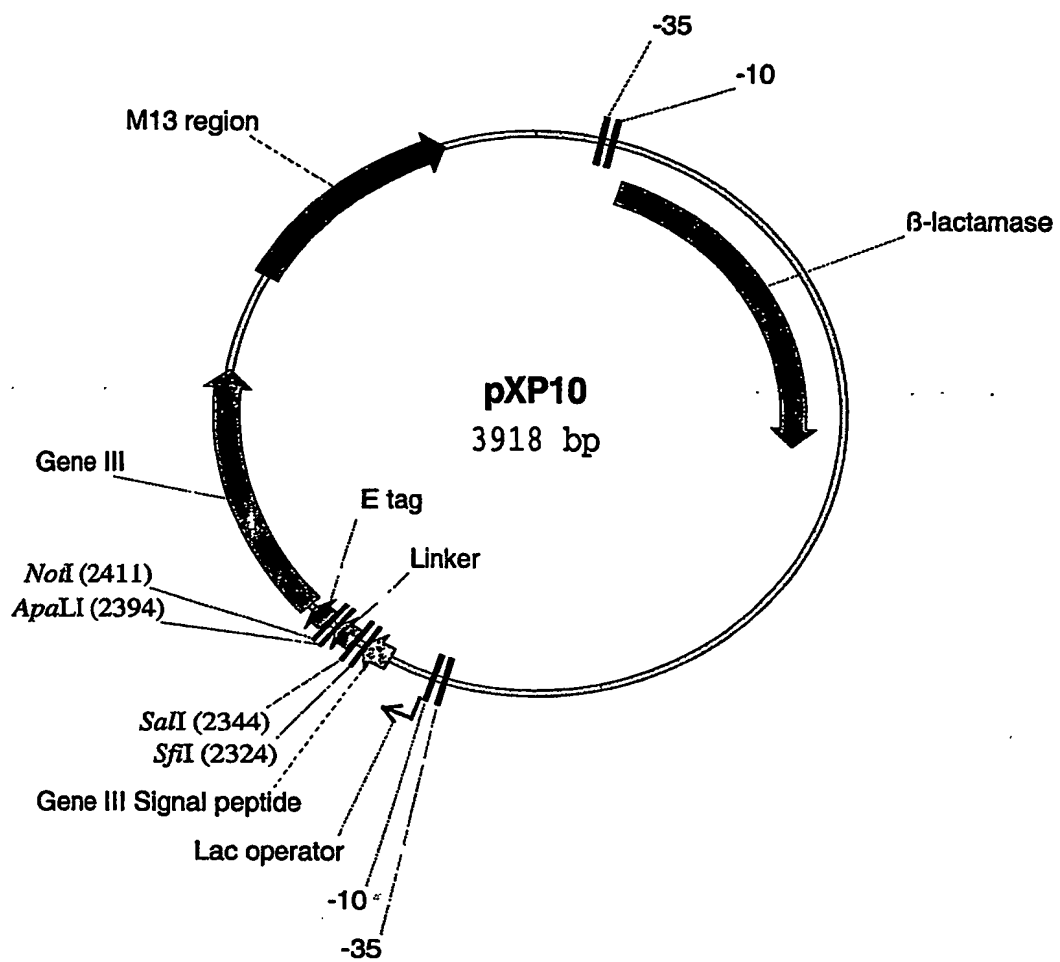 -35
-10
M13 region
ß-lactamase
pXP10
3918 bp
Gene III
E tag
Linker
NotI (2411)
ApaLI (2394)
SalI (2344)
SfiI (2324)
Gene III Signal peptide
Lac operator
-10
-35